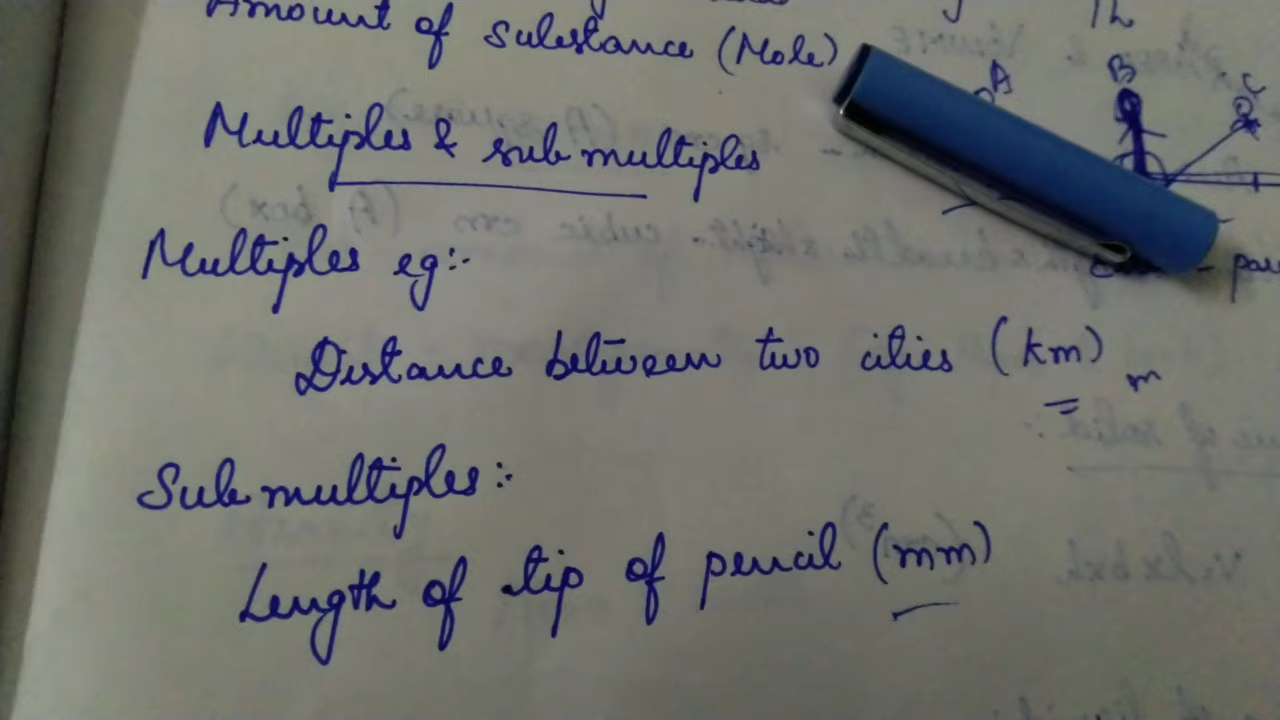 Amount of substance (Mole)
A
B
C
Multiples & sub multiples
Multiples eg:-
Distance between two cities (km) m
Sub multiples:-
Length of tip of pencil (mm)